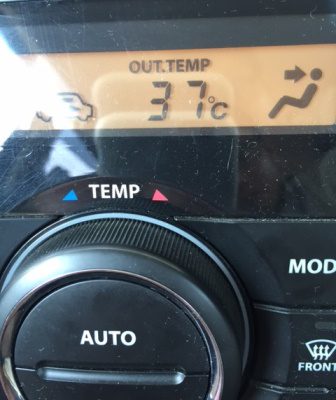 OUT.TEMP
37°C
TEMP
MOD
AUTO
FRONT